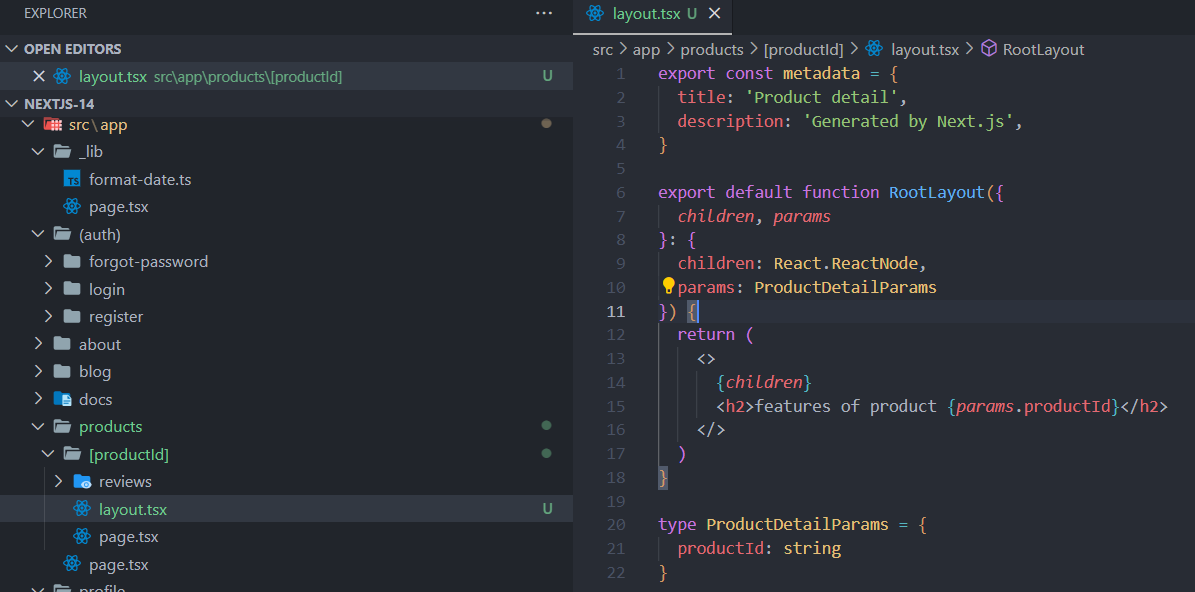 EXPLORER
OPEN EDITORS
layout.tsx src\app\products\[productId] U
NEXTJS-14
src\app
_lib
format-date.ts
page.tsx
(auth)
forgot-password
login
register
about
blog
docs
products
[productId]
reviews
layout.tsx U
page.tsx
page.tsx
profile
layout.tsx U
src > app > products > [productId] > layout.tsx > RootLayout
1 export const metadata = {
2   title: 'Product detail',
3   description: 'Generated by Next.js',
4 }
5
6 export default function RootLayout({
7   children, params
8 }: {
9   children: React.ReactNode,
10   params: ProductDetailParams
11 }) {
12   return (
13     <>
14       {children}
15       <h2>features of product {params.productId}</h2>
16     </>
17   )
18 }
19
20 type ProductDetailParams = {
21   productId: string
22 }